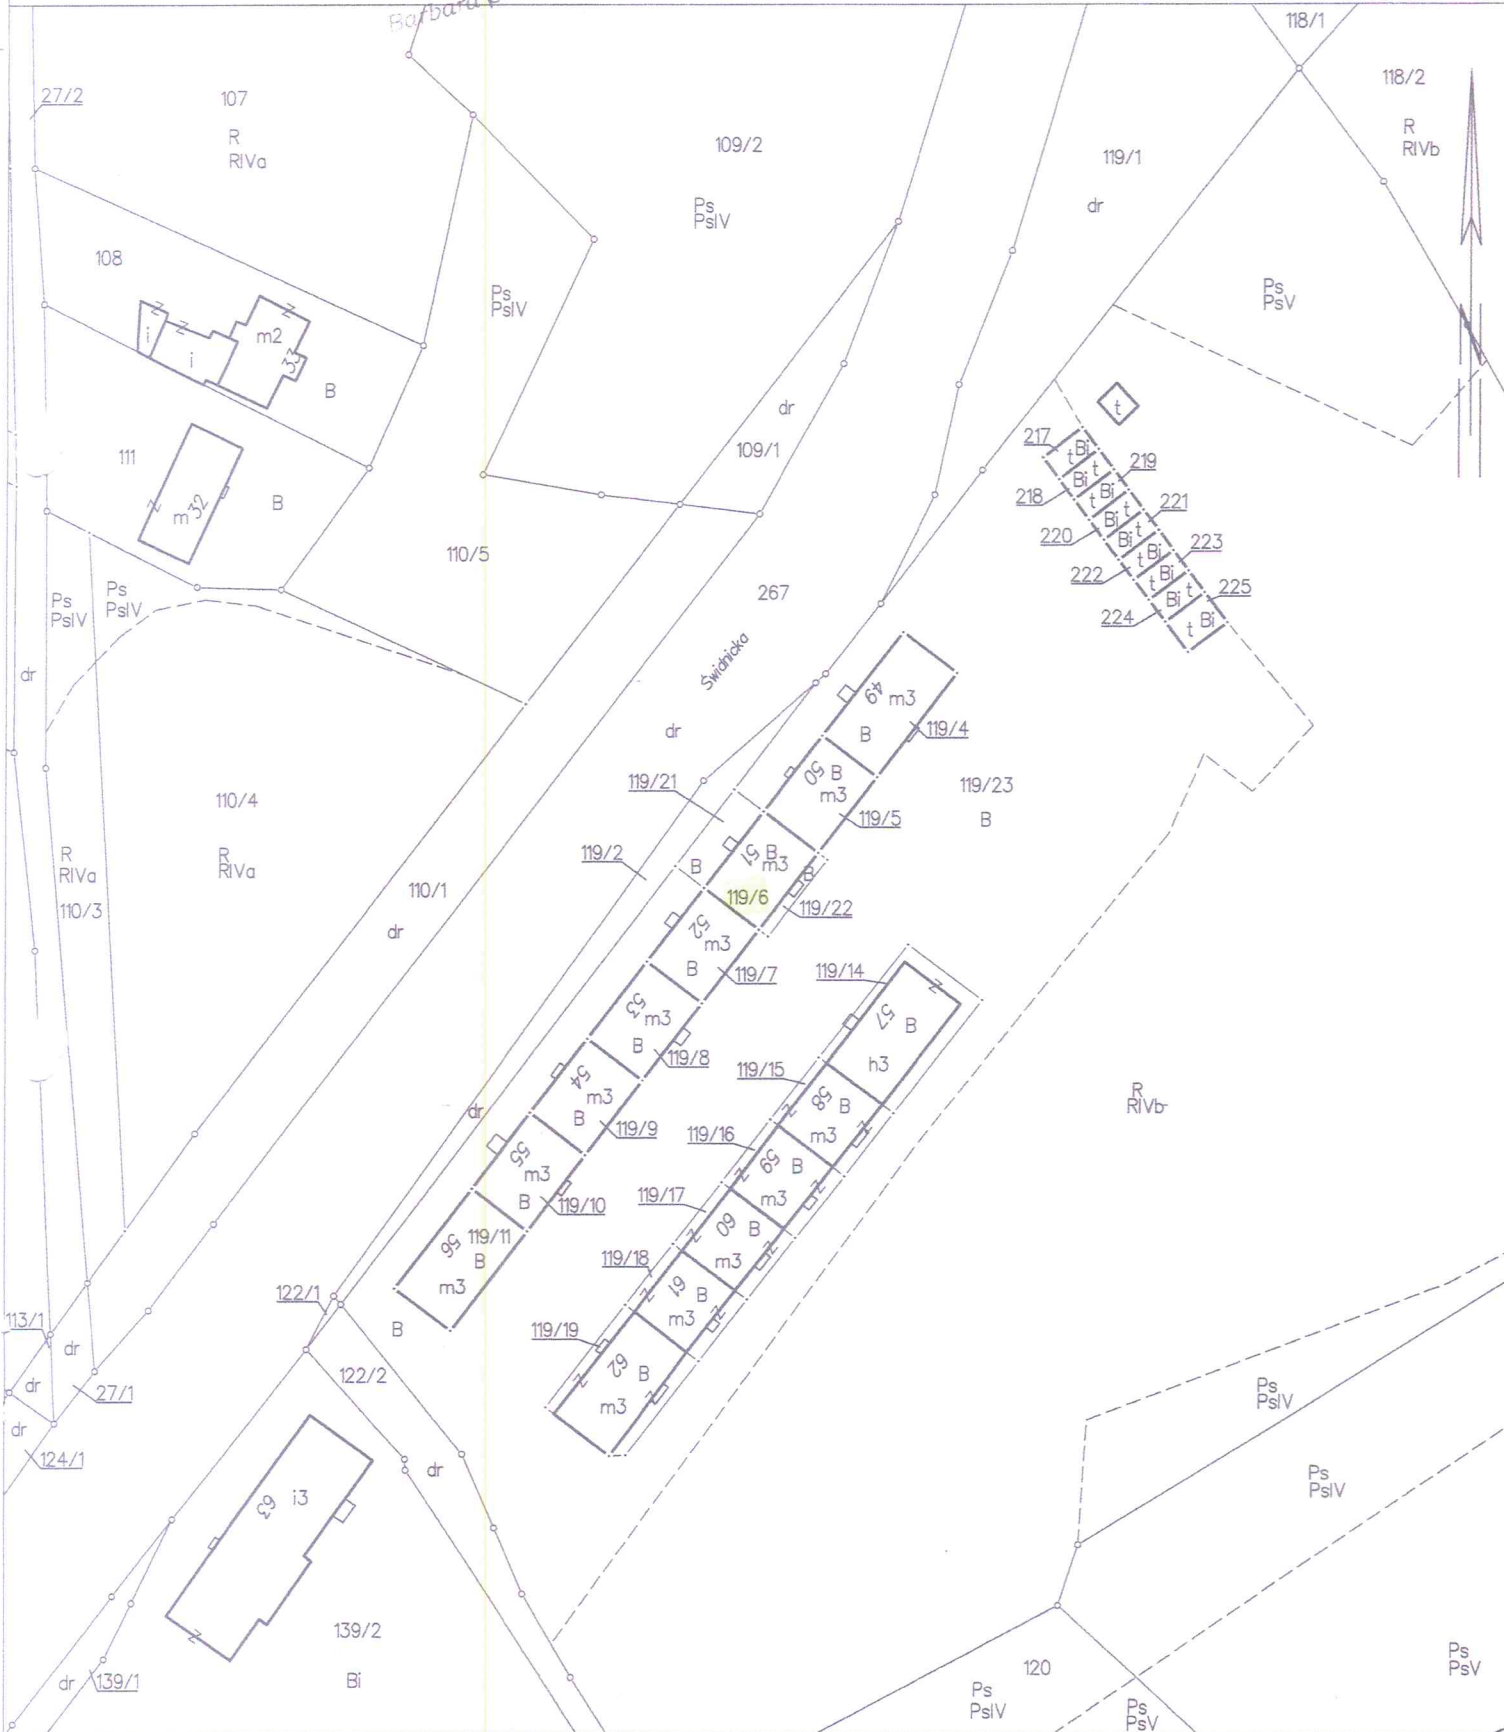 Barbara
118/1
27/2
107
118/2
R
RIVa
109/2
R
RIVb
119/1
Ps
PsIV
dr
108
Ps
PsIV
Ps
PsV
i
i
m2
33
B
dr
t
109/1
111
217
Bi
t
219
218
Bi
t
Bi
t
221
220
Bi
t
Bi
t
Bi
223
222
t
Bi
t
225
224
Bi
t
Bi
m
32
B
110/5
267
Ps
PsIV
Ps
PsIV
Świdnicka
dr
49
m3
B
119/4
dr
119/21
50
B
m3
119/23
B
119/5
110/4
R
RIVa
R
RIVa
119/2
B
51
B
m3
B
119/6
119/22
110/1
110/3
dr
52
m3
B
119/7
119/14
57
B
h3
53
m3
B
119/8
119/15
58
B
m3
54
m3
B
119/9
dr
R
RIVb
119/16
59
B
m3
55
m3
B
119/10
119/17
60
B
m3
56
119/11
B
m3
119/18
61
B
m3
122/1
B
119/19
62
B
m3
113/1
dr
122/2
dr
27/1
dr
124/1
Ps
PsIV
dr
63
i3
Ps
PsIV
139/2
Bi
dr
139/1
120
Ps
PsIV
Ps
PsV
Ps
PsV